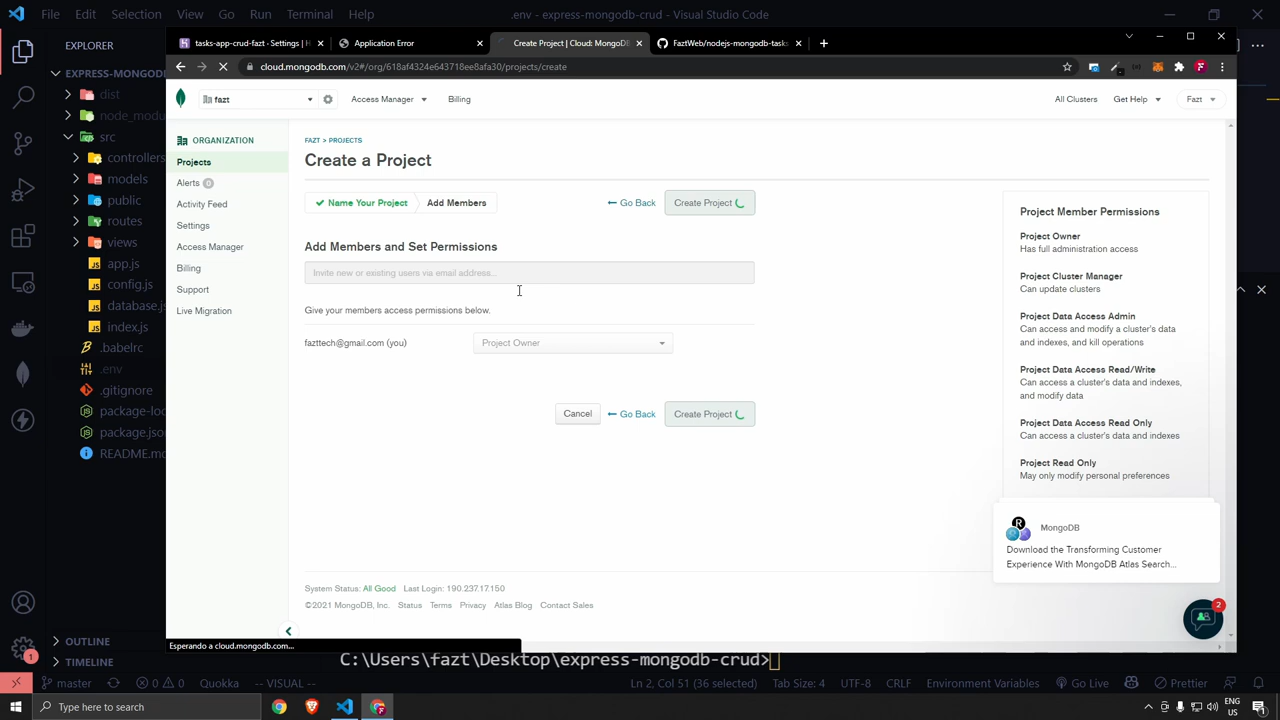 File Edit Selection View Go Run Terminal Help .env - express-mongodb-crud - Visual Studio Code
EXPLORER
EXPRESS-MONGOD
dist
node_modu
src
controllers
models
public
routes
views
app.js
config.js
database.js
index.js
.babelrc
.env
.gitignore
package-loc
package.jso
README.md
OUTLINE
TIMELINE
tasks-app-crud-fazt - Settings | H
Application Error
Create Project | Cloud: MongoDB
FaztWeb/nodejs-mongodb-tasks
cloud.mongodb.com/v2#/org/618af4324e643718ee8afa30/projects/create
fazt
Access Manager
Billing
All Clusters
Get Help
Fazt
ORGANIZATION
Projects
Alerts 0
Activity Feed
Settings
Access Manager
Billing
Support
Live Migration
FAZT > PROJECTS
Create a Project
Name Your Project
Add Members
Go Back
Create Project
Add Members and Set Permissions
Invite new or existing users via email address...
Give your members access permissions below.
fazttech@gmail.com (you)
Project Owner
Cancel
Go Back
Create Project
Project Member Permissions
Project Owner
Has full administration access
Project Cluster Manager
Can update clusters
Project Data Access Admin
Can access and modify a cluster's data
and indexes, and kill operations
Project Data Access Read/Write
Can access a cluster's data and indexes,
and modify data
Project Data Access Read Only
Can access a cluster's data and indexes
Project Read Only
May only modify personal preferences
MongoDB
Download the Transforming Customer
Experience With MongoDB Atlas Search...
2
System Status: All Good Last Login: 190.237.17.150
©2021 MongoDB, Inc. Status Terms Privacy Atlas Blog Contact Sales
Esperando a cloud.mongodb.com...
C:\Users\fazt\Desktop\express-mongodb-crud>
1
master
0
0
Quokka
-- VISUAL --
Ln 2, Col 51 (36 selected)
Tab Size: 4
UTF-8
CRLF
Environment Variables
Go Live
Prettier
Type here to search
ENG
US